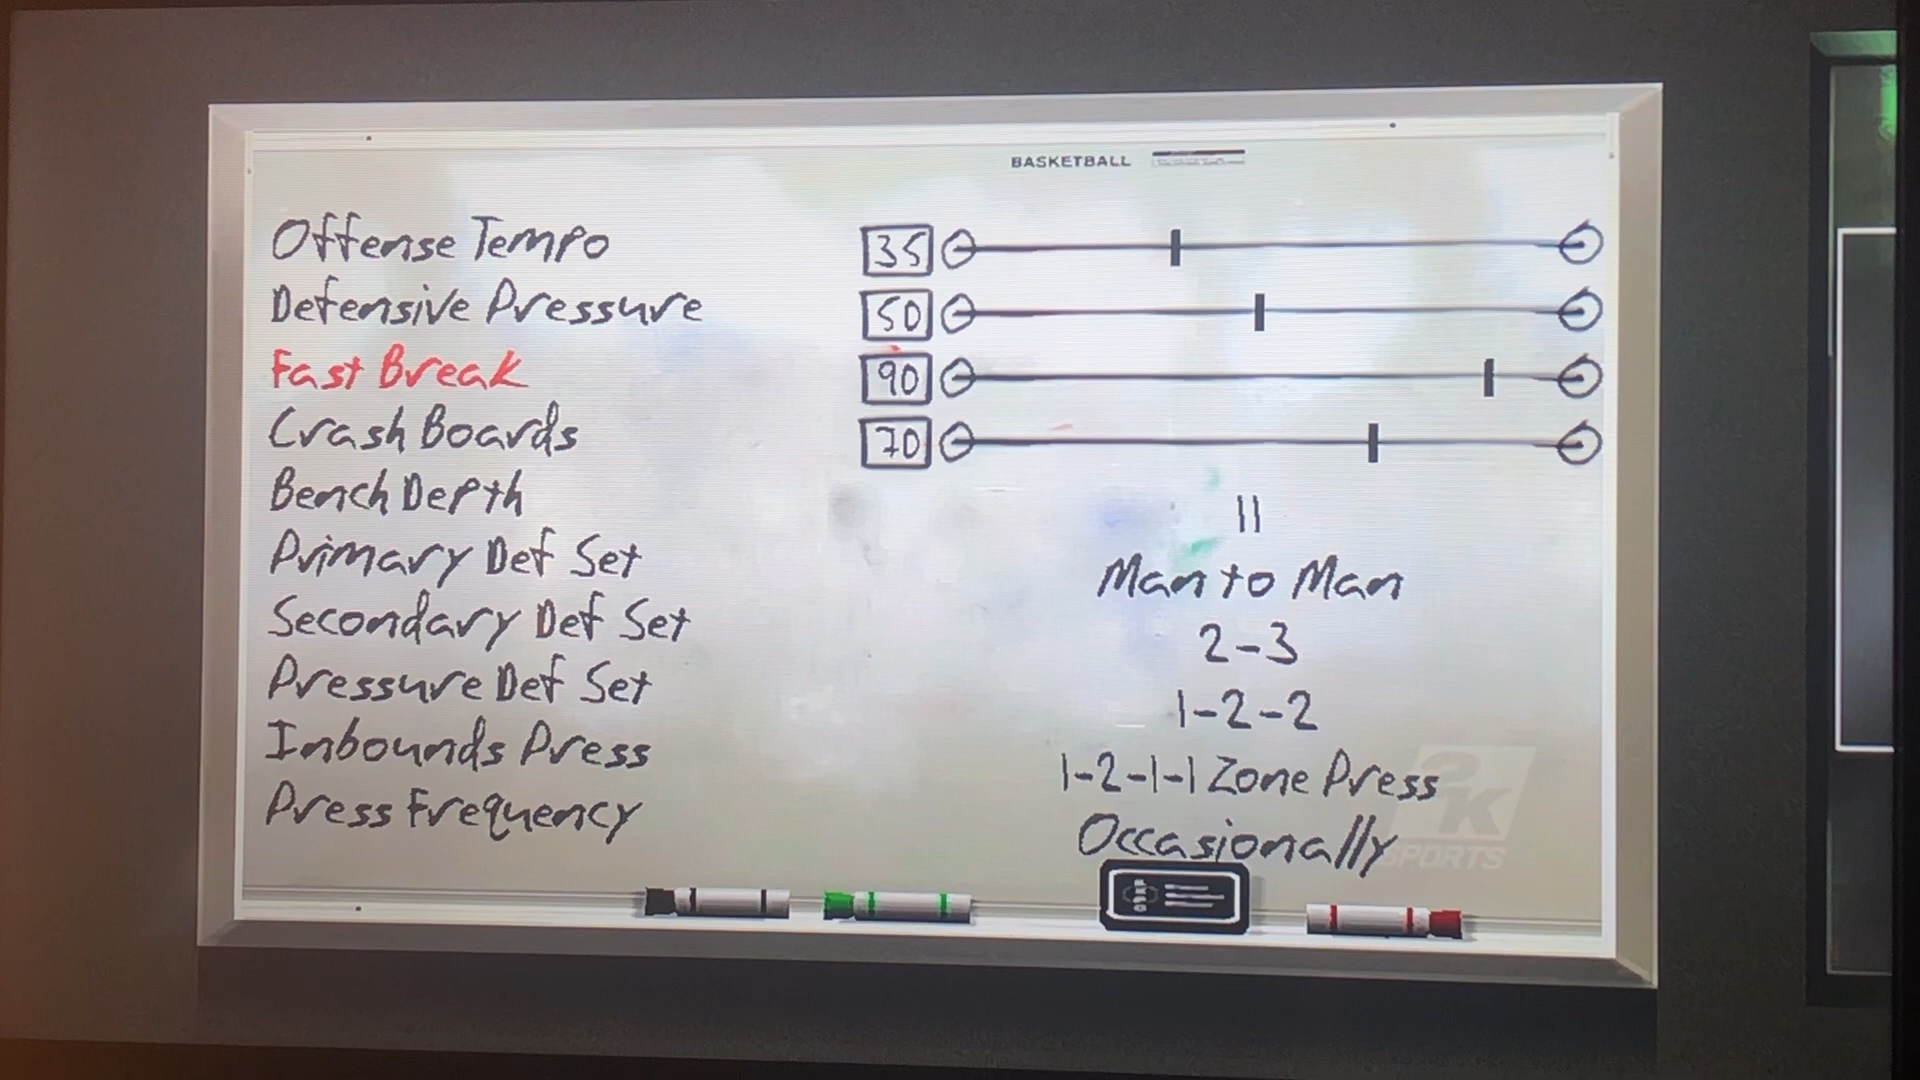 BASKETBALL
Offense Tempo 35
Defensive Pressure 50
Fast Break 90
Crash Boards 70
Bench Depth 11
Primary Def Set Man to Man
Secondary Def Set 2-3
Pressure Def Set 1-2-2
Inbounds Press 1-2-1-1 Zone Press
Press Frequency Occasionally
2K
SPORTS